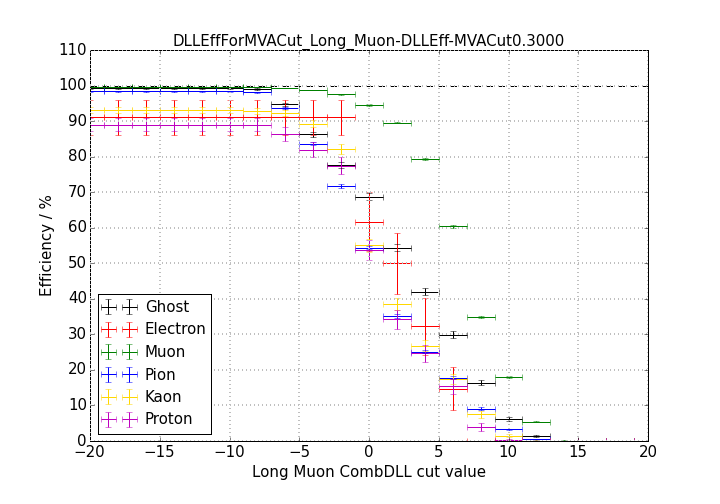 DLLEffForMVACut_Long_Muon-DLLEff-MVACut0.3000
110
100
90
80
70
60
50
40
30
20
10
0
Efficiency / %
Ghost
Electron
Muon
Pion
Kaon
Proton
−20 −15 −10 −5 0 5 10 15 20
Long Muon CombDLL cut value